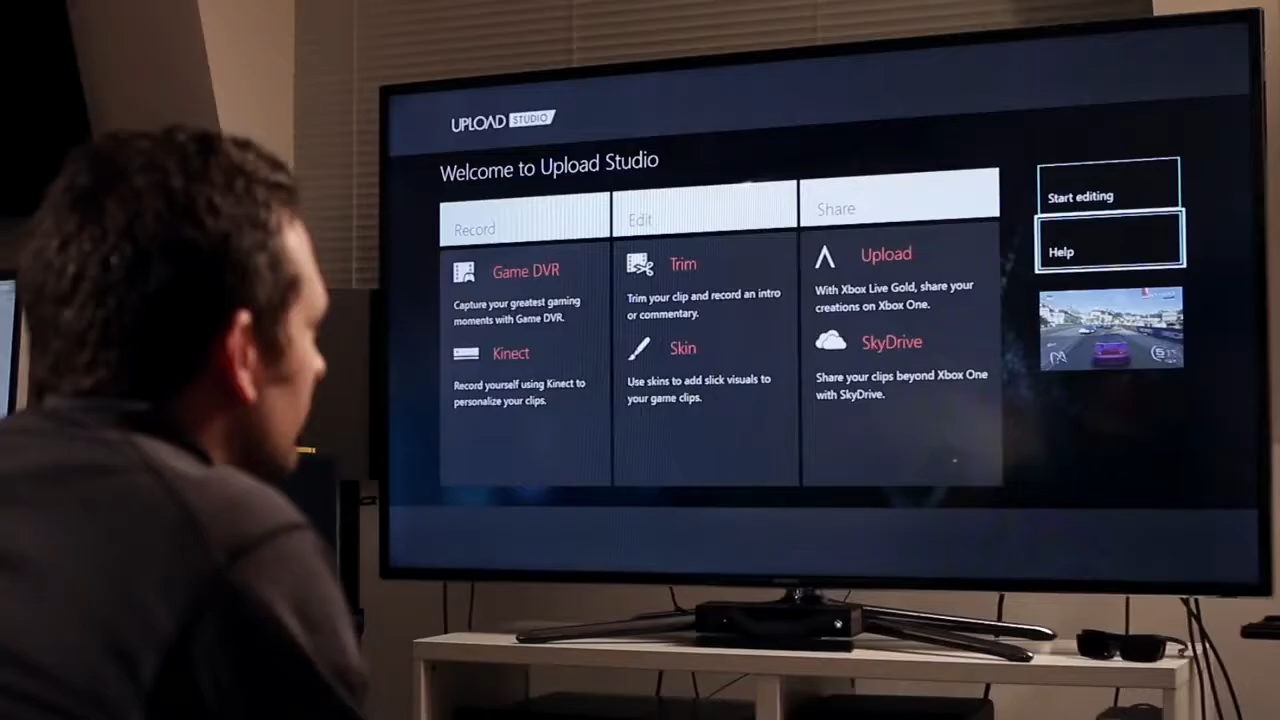 UPLOAD STUDIO
Welcome to Upload Studio
Record
Game DVR
Capture your greatest gaming
moments with Game DVR.
Kinect
Record yourself using Kinect to
personalize your clips.
Edit
Trim
Trim your clip and record an intro
or commentary.
Skin
Use skins to add slick visuals to
your game clips.
Share
Upload
With Xbox Live Gold, share your
creations on Xbox One.
SkyDrive
Share your clips beyond Xbox One
with SkyDrive.
Start editing
Help